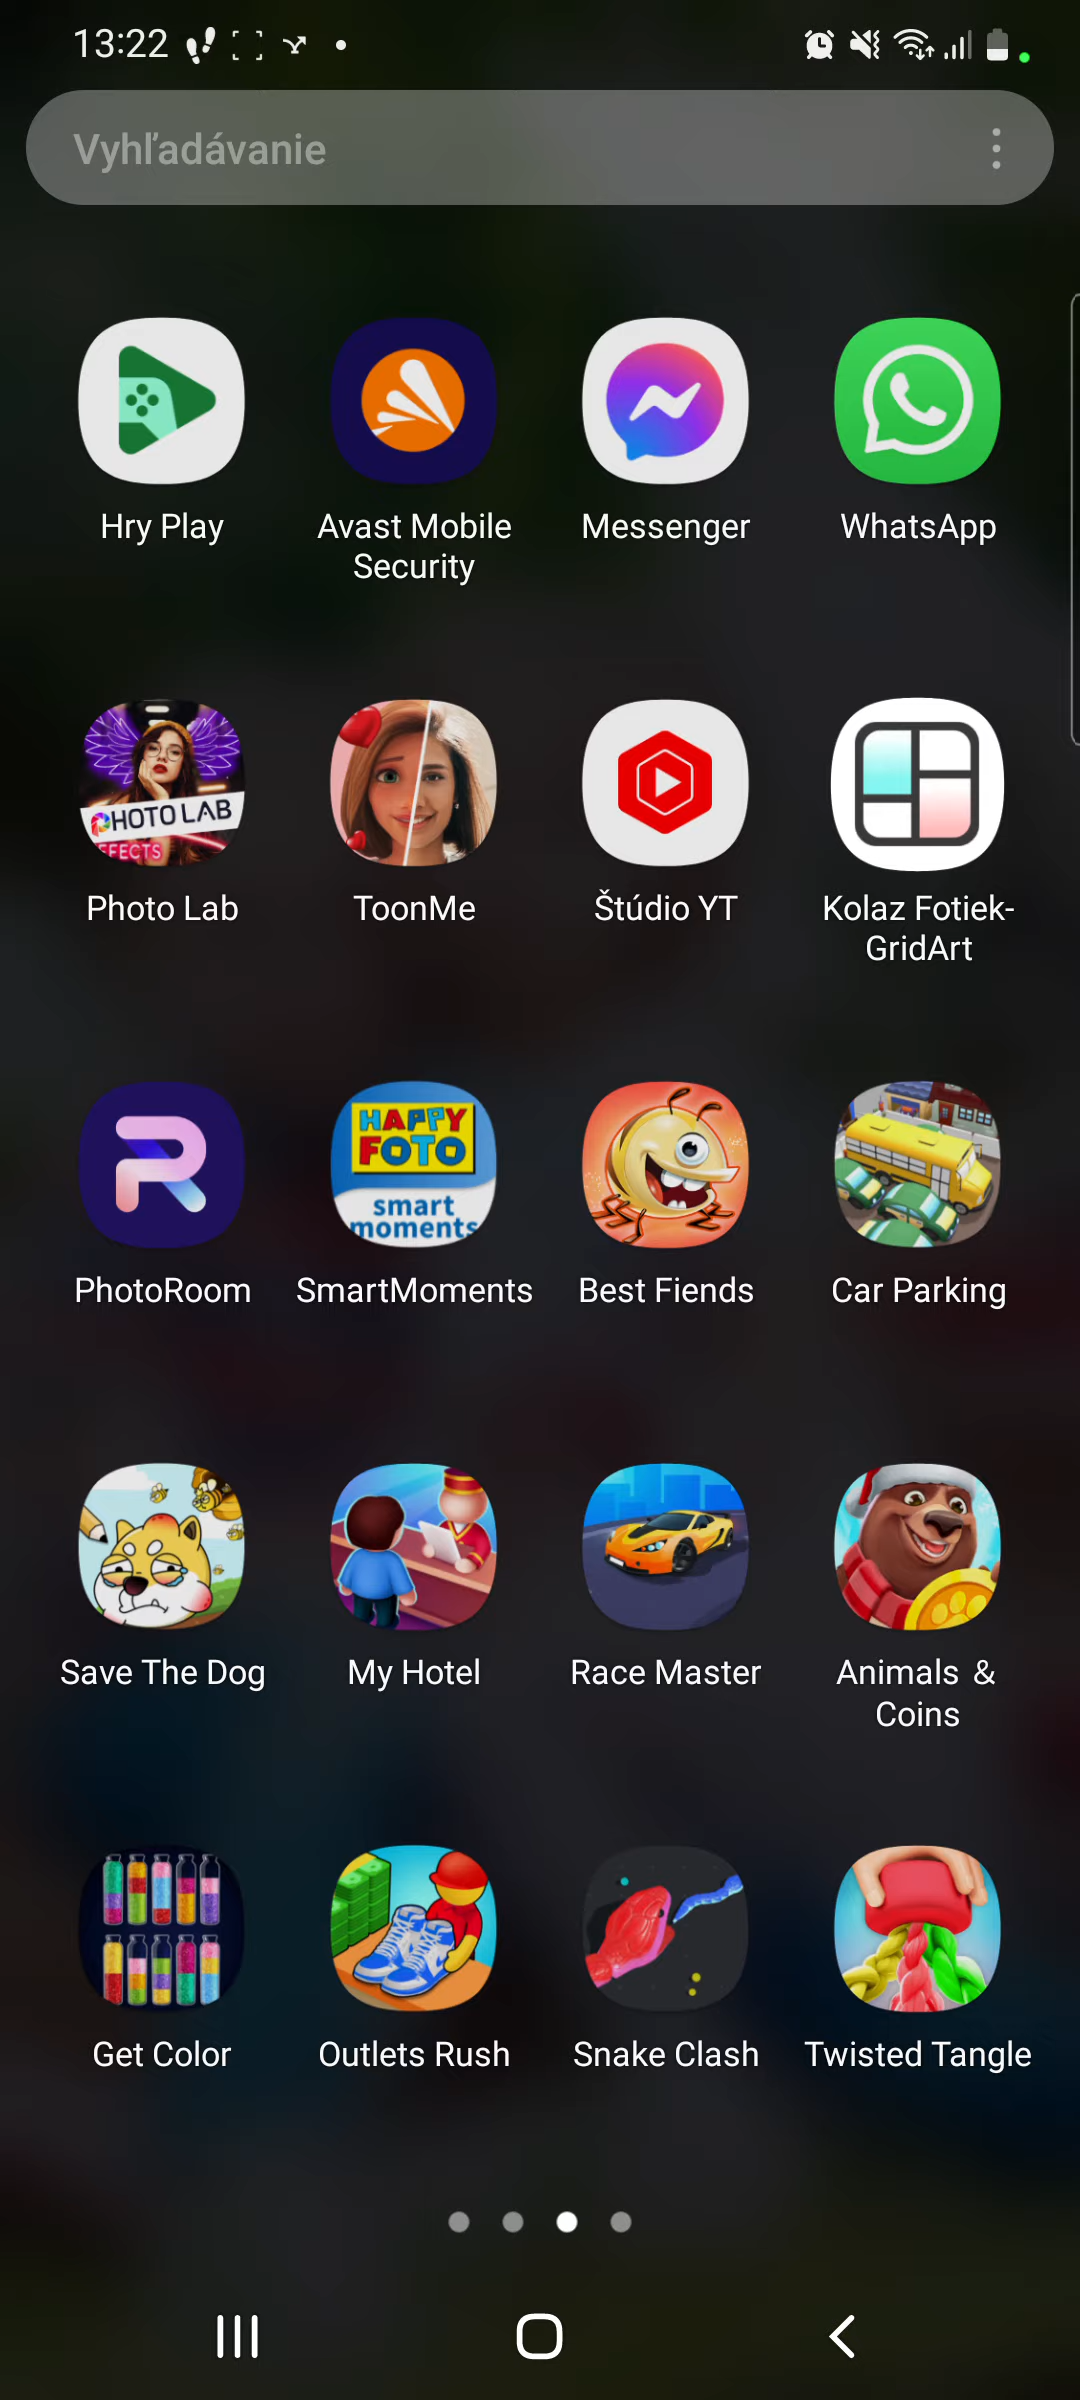 13:22
Vyhľadávanie
Hry Play
Avast Mobile
Security
Messenger
WhatsApp
PHOTO LAB
EFFECTS
Photo Lab
ToonMe
Štúdio YT
Kolaz Fotiek-
GridArt
HAPPY
FOTO
smart
moments
PhotoRoom
SmartMoments
Best Fiends
Car Parking
Save The Dog
My Hotel
Race Master
Animals &
Coins
Get Color
Outlets Rush
Snake Clash
Twisted Tangle